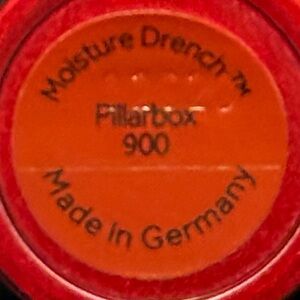 Moisture Drench™
Pillarbox
900
Made in Germany